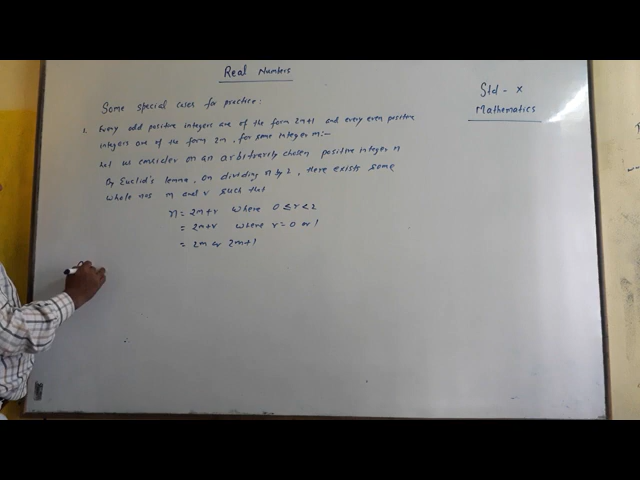 Real Numbers
Std - X
Mathematics
Some special cases for practice:
1. Every odd positive integers are of the form 2m+1 and every even positive
integers are of the form 2m, for some integer m:-
Let us consider on an arbitrarily chosen positive integer n
By Euclid's lemma, on dividing n by 2, there exists some
whole nos m and r such that
n = 2m+r where 0 ≤ r < 2
= 2m+r where r = 0 or 1
= 2m or 2m+1